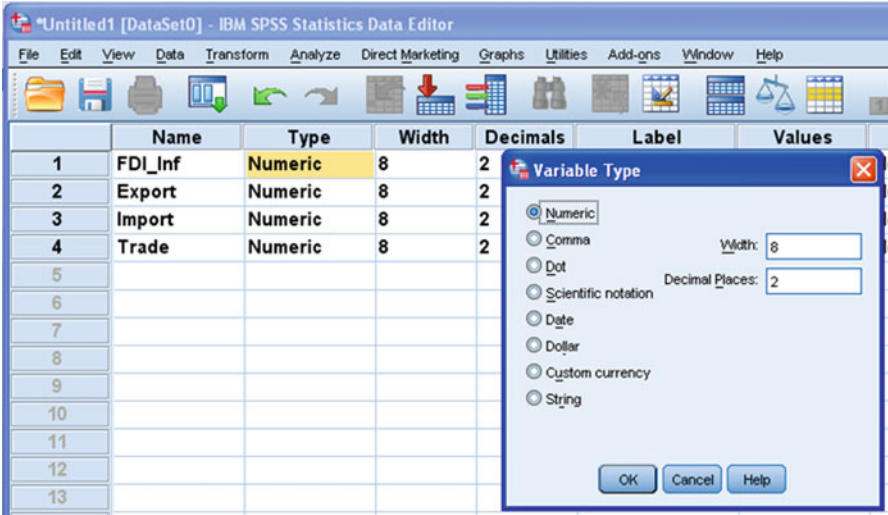 *Untitled1 [DataSet0] - IBM SPSS Statistics Data Editor
File Edit View Data Transform Analyze Direct Marketing Graphs Utilities Add-ons Window Help
Name Type Width Decimals Label Values
1 FDI_Inf Numeric 8 2
2 Export Numeric 8 2
3 Import Numeric 8 2
4 Trade Numeric 8 2
5
6
7
8
9
10
11
12
13
Variable Type
Numeric
Comma
Dot
Scientific notation
Date
Dollar
Custom currency
String
Width: 8
Decimal Places: 2
OK Cancel Help